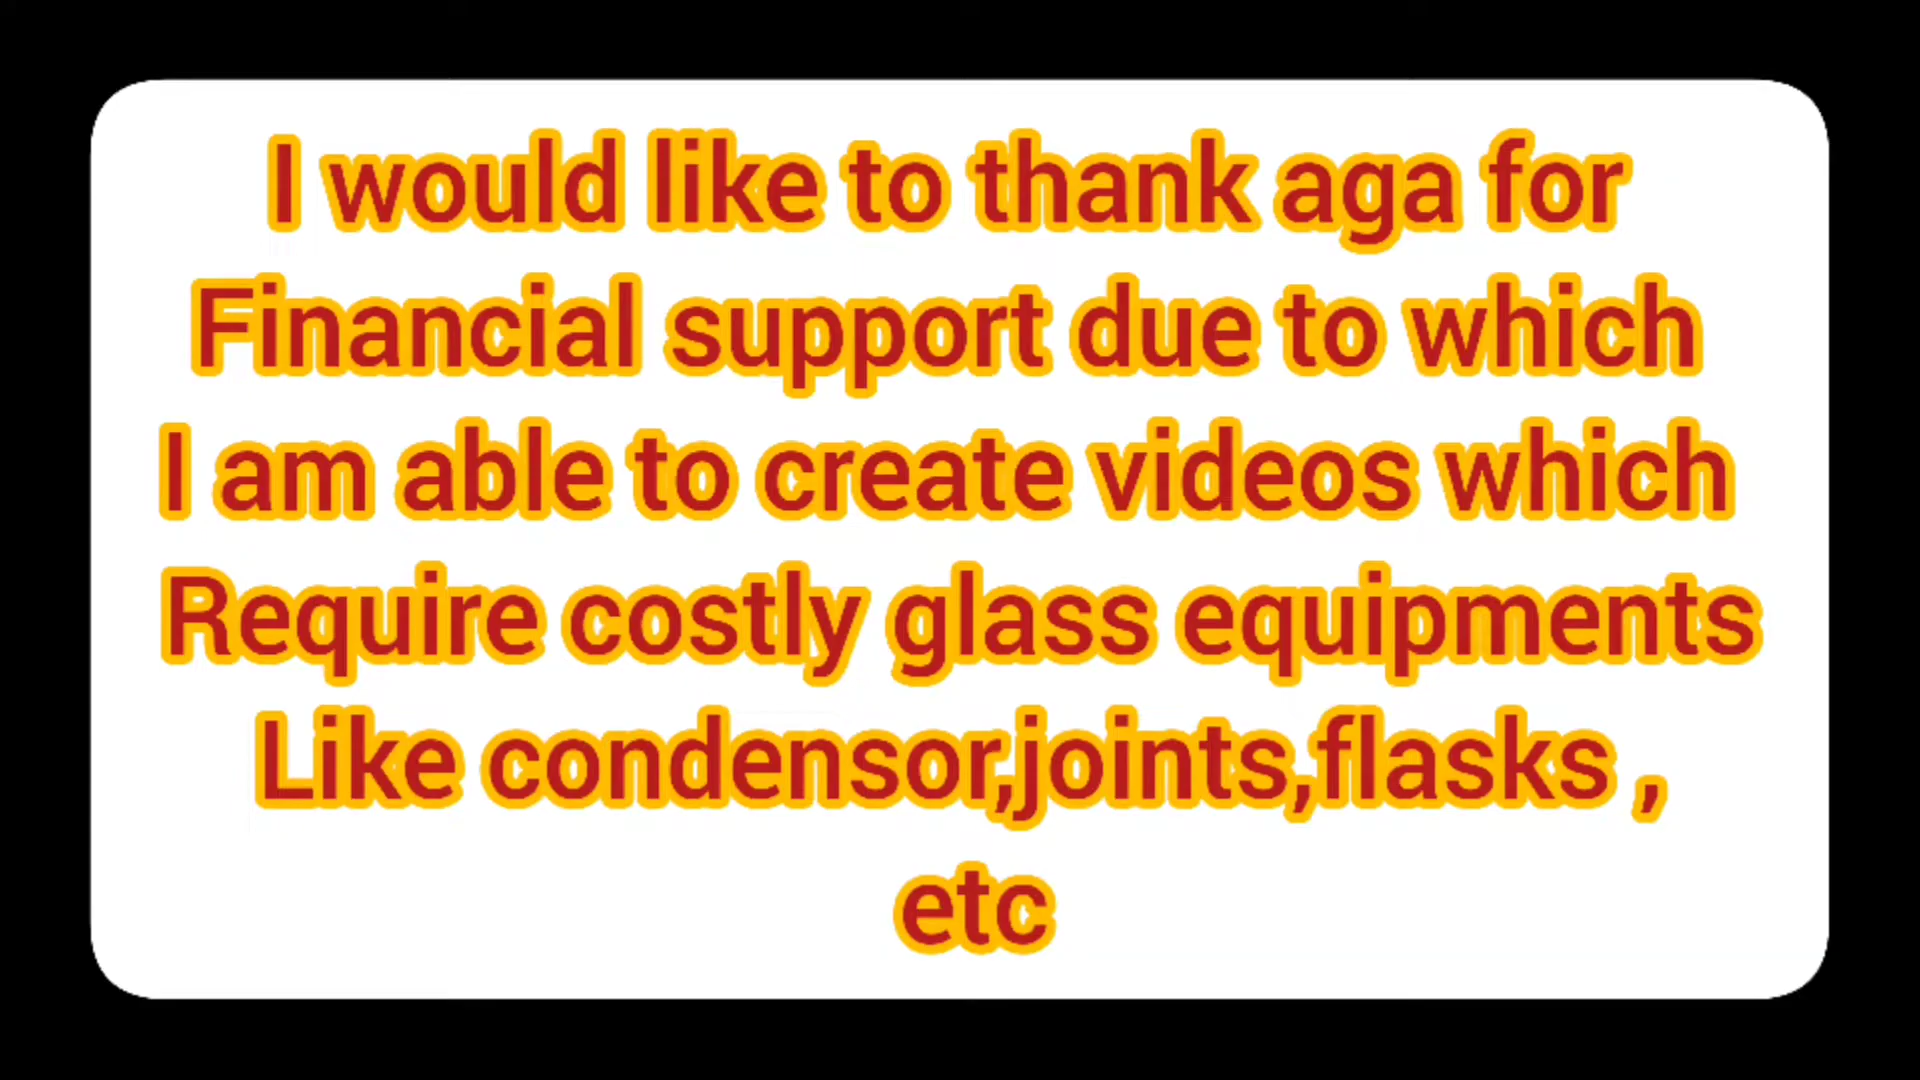 I would like to thank aga for
Financial support due to which
I am able to create videos which
Require costly glass equipments
Like condensor,joints,flasks ,
etc